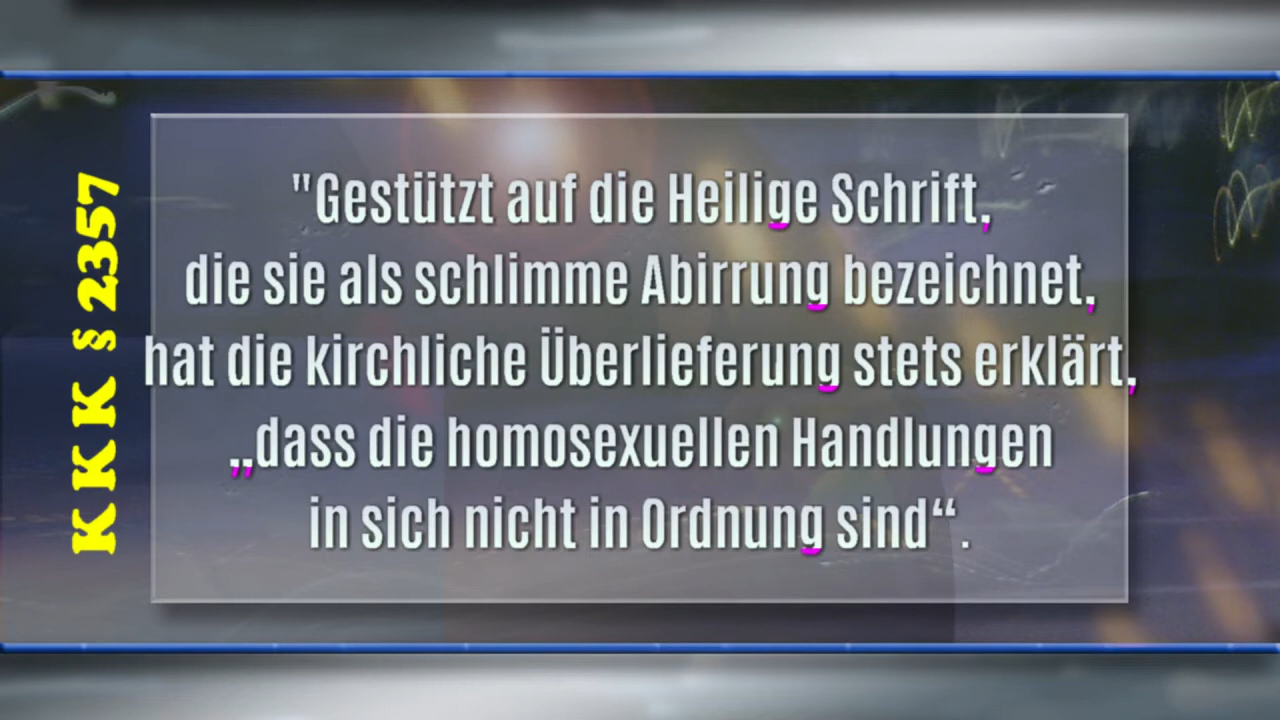 KKK § 2357
"Gestützt auf die Heilige Schrift,
die sie als schlimme Abirrung bezeichnet,
hat die kirchliche Überlieferung stets erklärt,
„dass die homosexuellen Handlungen
in sich nicht in Ordnung sind“.